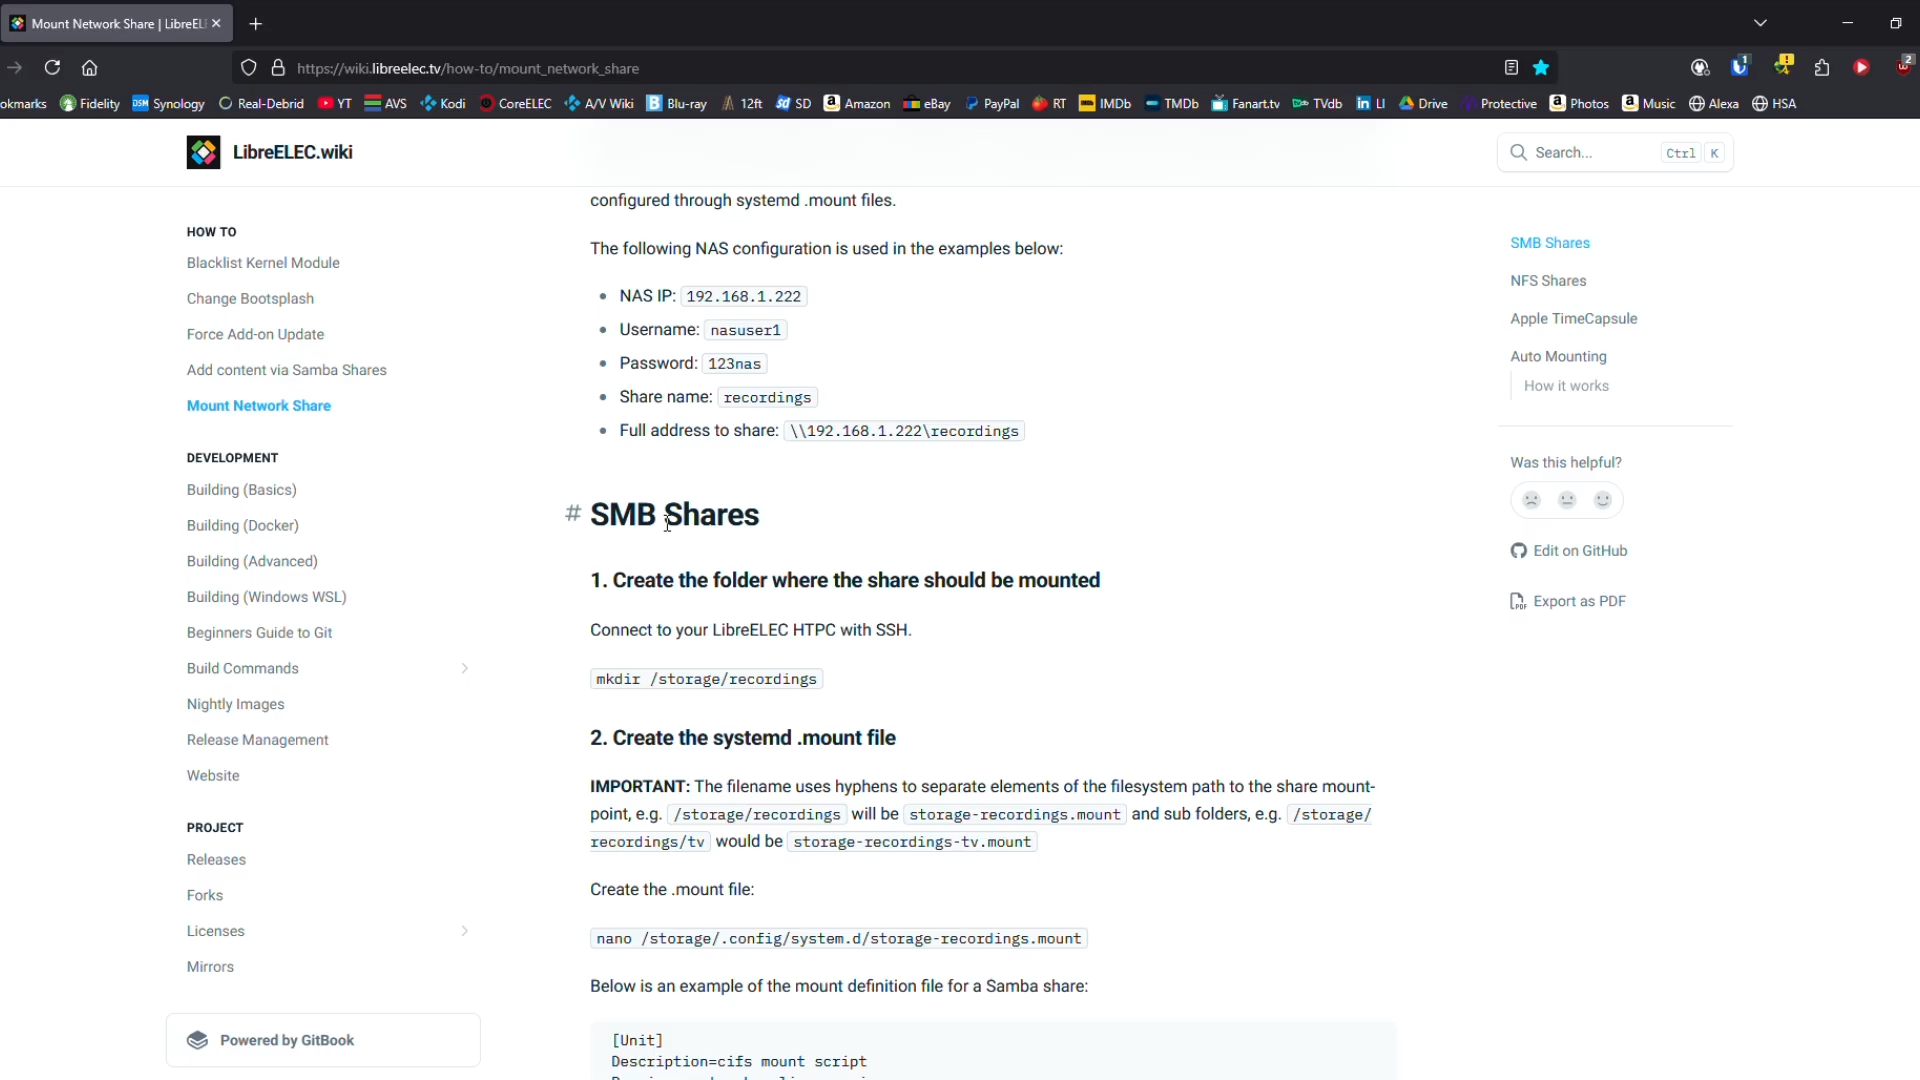 Mount Network Share | LibreEL
https://wiki.libreelec.tv/how-to/mount_network_share
1
!
2
okmarks Fidelity Synology Real-Debrid YT AVS Kodi CoreELEC A/V Wiki Blu-ray 12ft SD Amazon eBay PayPal RT IMDb TMDb Fanart.tv TVdb LI Drive Protective Photos Music Alexa HSA
LibreELEC.wiki
Search... Ctrl K
HOW TO
Blacklist Kernel Module
Change Bootsplash
Force Add-on Update
Add content via Samba Shares
Mount Network Share
DEVELOPMENT
Building (Basics)
Building (Docker)
Building (Advanced)
Building (Windows WSL)
Beginners Guide to Git
Build Commands
Nightly Images
Release Management
Website
PROJECT
Releases
Forks
Licenses
Mirrors
Powered by GitBook
configured through systemd .mount files.
The following NAS configuration is used in the examples below:
• NAS IP: 192.168.1.222
• Username: nasuser1
• Password: 123nas
• Share name: recordings
• Full address to share: \\192.168.1.222\recordings
# SMB Shares
1. Create the folder where the share should be mounted
Connect to your LibreELEC HTPC with SSH.
mkdir /storage/recordings
2. Create the systemd .mount file
IMPORTANT: The filename uses hyphens to separate elements of the filesystem path to the share mount-
point, e.g. /storage/recordings will be storage-recordings.mount and sub folders, e.g. /storage/
recordings/tv would be storage-recordings-tv.mount
Create the .mount file:
nano /storage/.config/system.d/storage-recordings.mount
Below is an example of the mount definition file for a Samba share:
[Unit]
Description=cifs mount script
SMB Shares
NFS Shares
Apple TimeCapsule
Auto Mounting
How it works
Was this helpful?
Edit on GitHub
Export as PDF